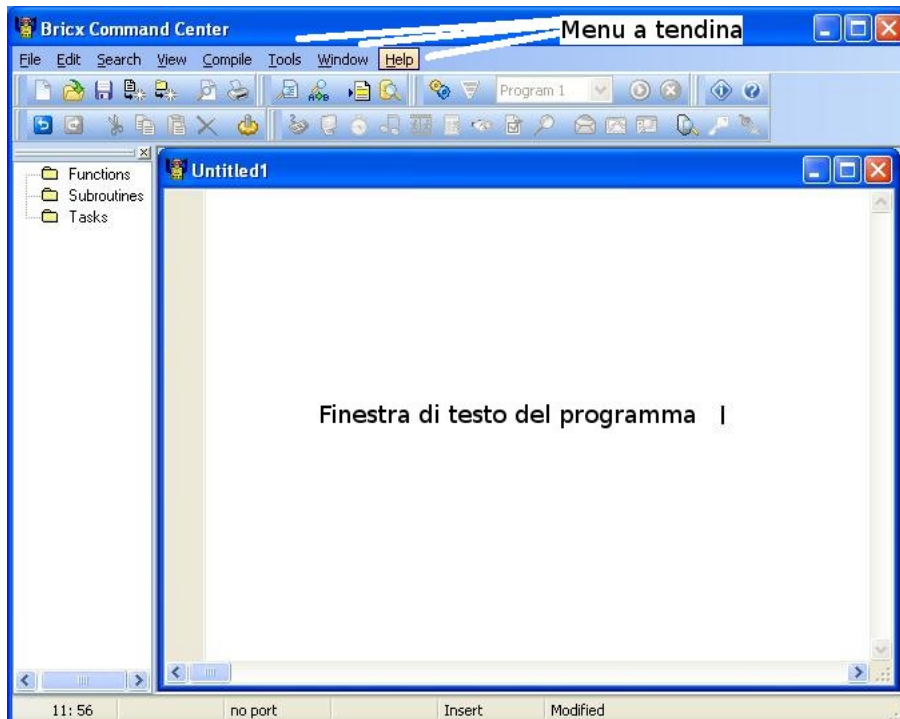 Bricx Command Center
Menu a tendina
File Edit Search View Compile Tools Window Help
Program 1
Functions
Subroutines
Tasks
Untitled1
Finestra di testo del programma
11: 56 no port Insert Modified